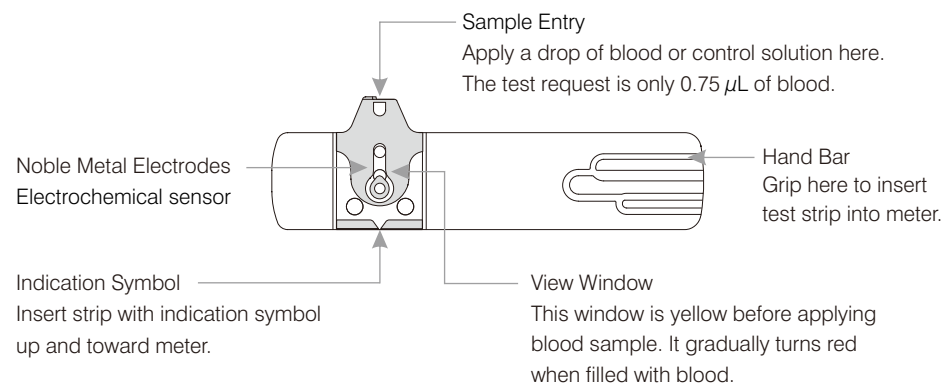 Sample Entry
Apply a drop of blood or control solution here.
The test request is only 0.75 μL of blood.
Noble Metal Electrodes
Electrochemical sensor
Hand Bar
Grip here to insert
test strip into meter.
Indication Symbol
Insert strip with indication symbol
up and toward meter.
View Window
This window is yellow before applying
blood sample. It gradually turns red
when filled with blood.